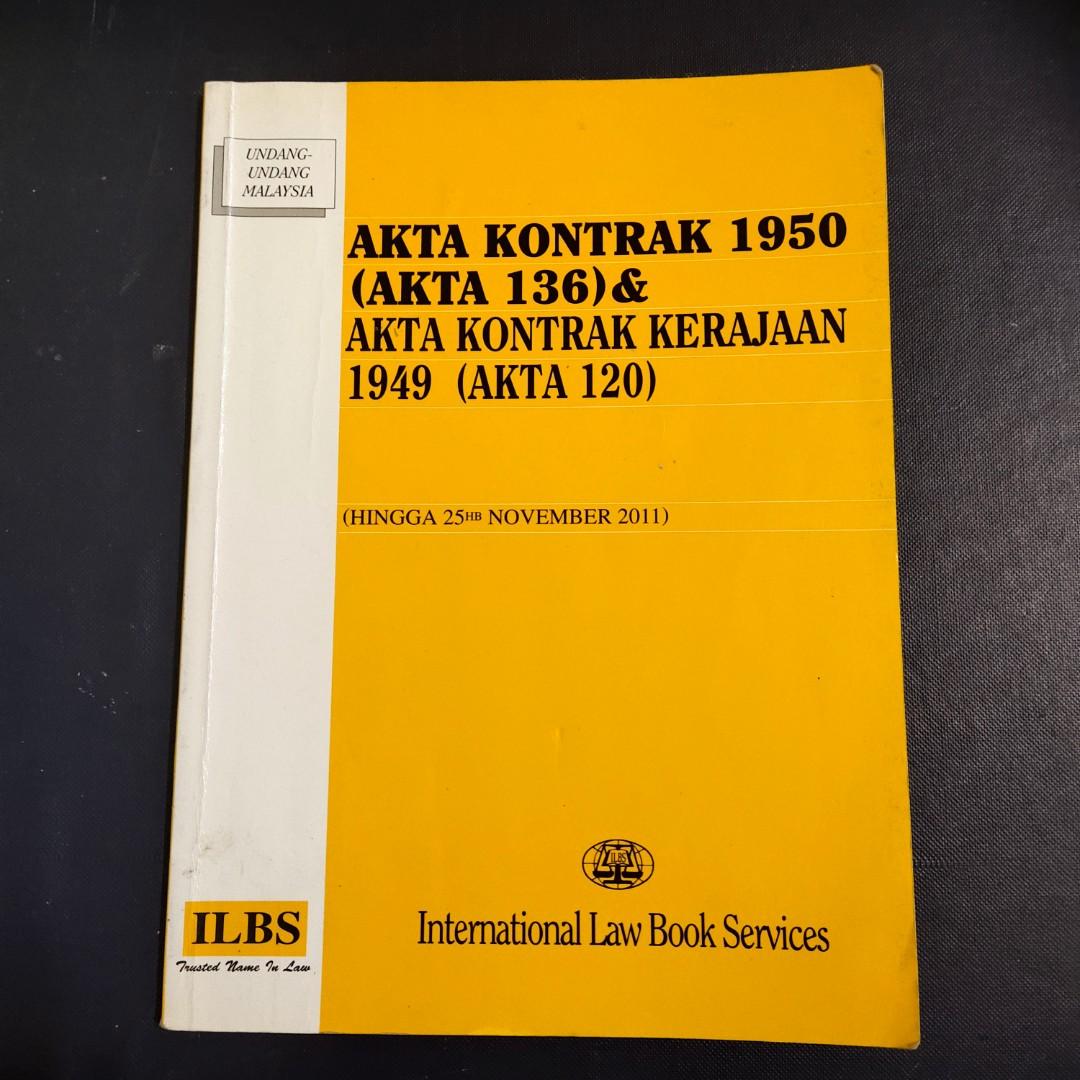 UNDANG-
UNDANG
MALAYSIA
AKTA KONTRAK 1950
(AKTA 136) &
AKTA KONTRAK KERAJAAN
1949 (AKTA 120)
(HINGGA 25HB NOVEMBER 2011)
ILBS
International Law Book Services
ILBS
Trusted Name In Law